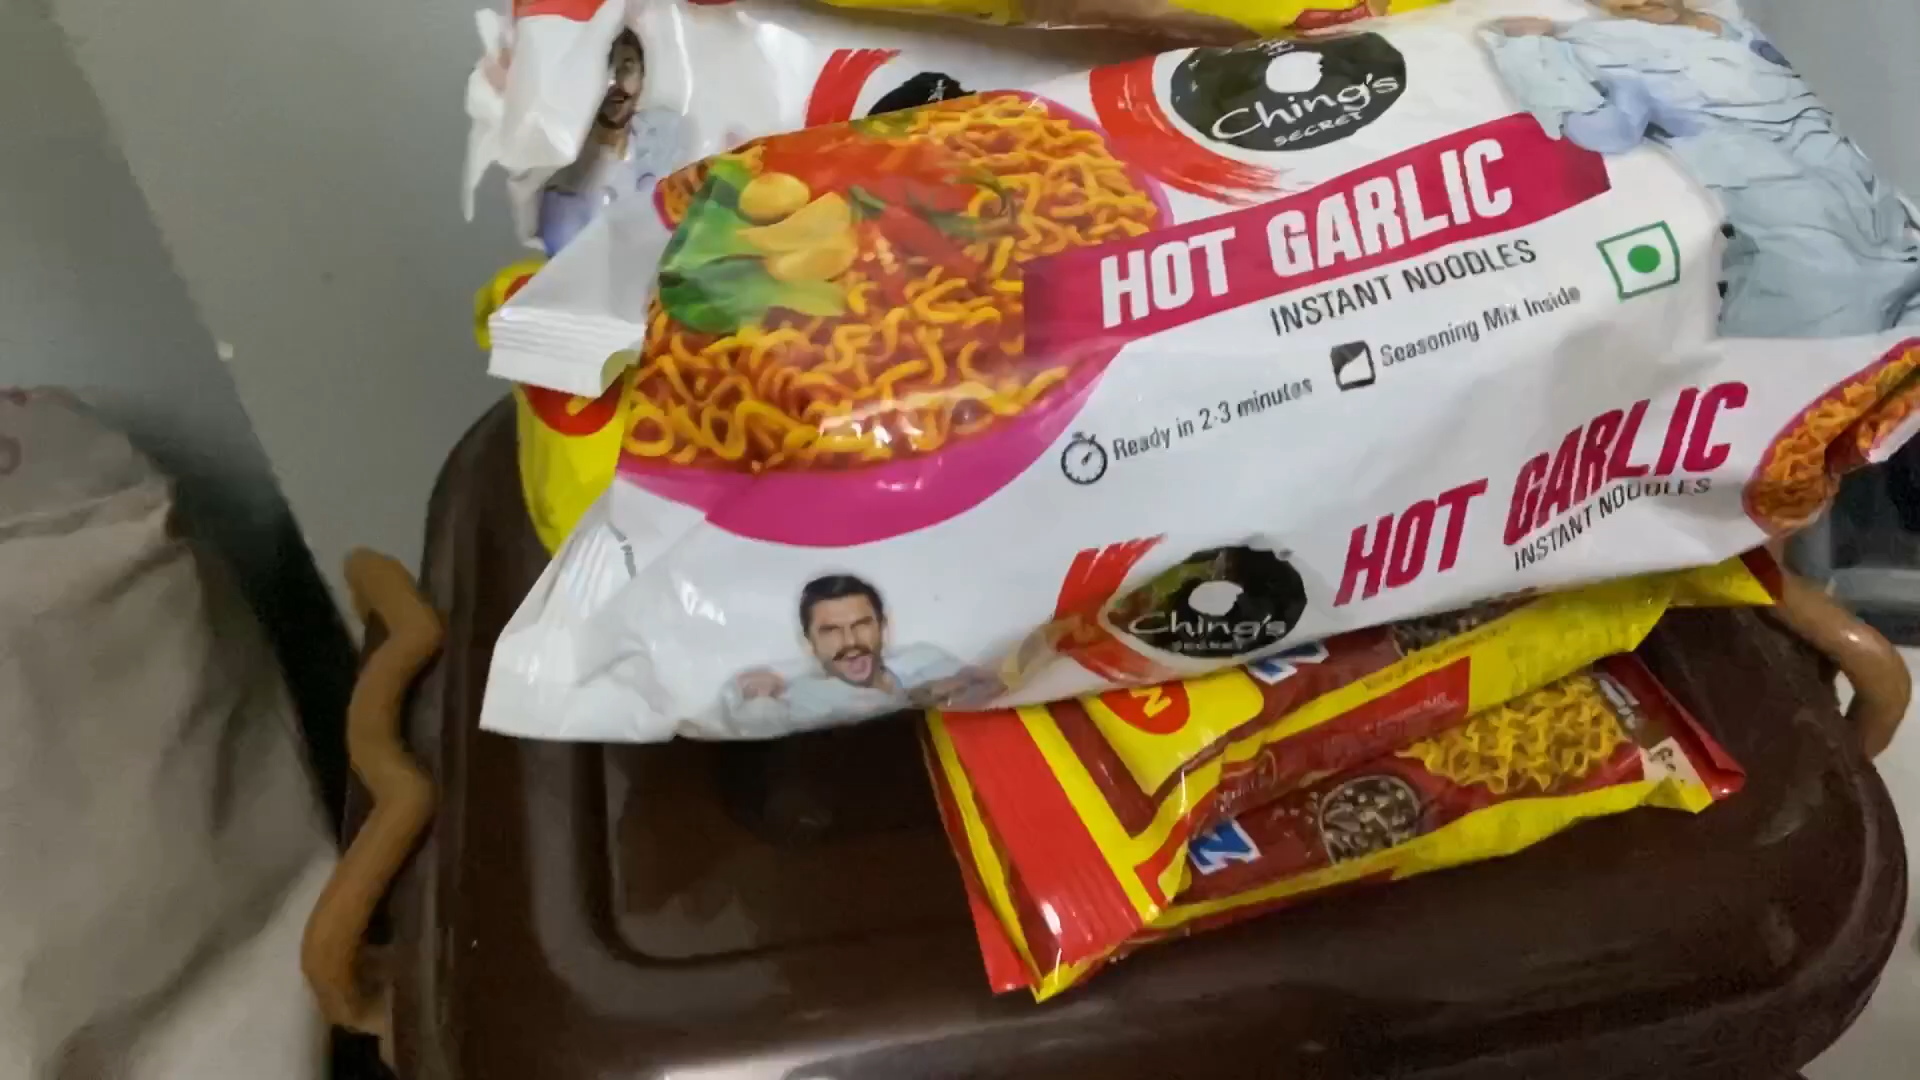 Ching's
SECRET
HOT GARLIC
INSTANT NOODLES
Ready in 2-3 minutes
Seasoning Mix Inside
HOT GARLIC
INSTANT NOODLES
Ching's
SECRET